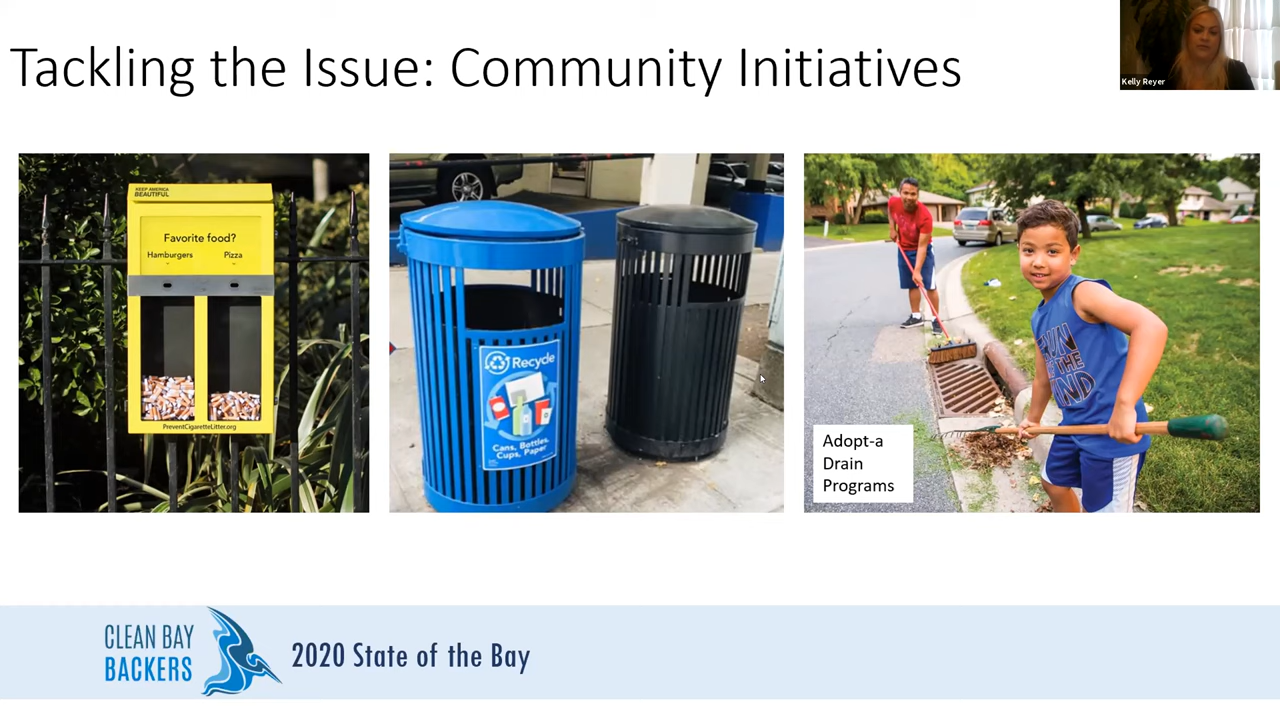 Tackling the Issue: Community Initiatives
Kelly Reyer
KEEP AMERICA
BEAUTIFUL
Favorite food?
Hamburgers Pizza
PreventCigaretteLitter.org
Recycle
Cans, Bottles,
Cups, Paper
Adopt-a
Drain
Programs
CLEAN BAY
BACKERS
2020 State of the Bay